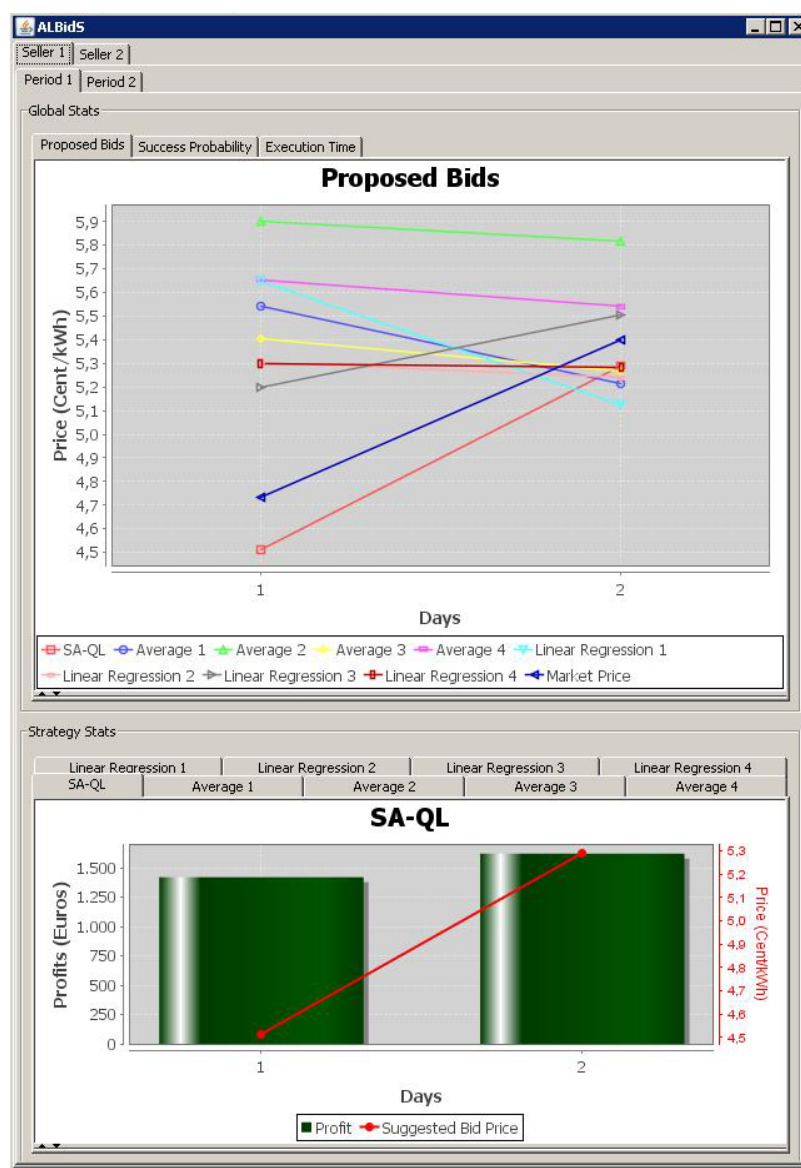 ALBidS
Seller 1 Seller 2
Period 1 Period 2
Global Stats
Proposed Bids Success Probability Execution Time
Proposed Bids
Price (Cent/kWh)
5,9
5,8
5,7
5,6
5,5
5,4
5,3
5,2
5,1
5,0
4,9
4,8
4,7
4,6
4,5
1 2
Days
SA-QL Average 1 Average 2 Average 3 Average 4 Linear Regression 1
Linear Regression 2 Linear Regression 3 Linear Regression 4 Market Price
Strategy Stats
Linear Regression 1 Linear Regression 2 Linear Regression 3 Linear Regression 4
SA-QL Average 1 Average 2 Average 3 Average 4
SA-QL
Profits (Euros)
1.500
1.250
1.000
750
500
250
0
5,3
5,2
5,1
5,0
4,9
4,8
4,7
4,6
4,5
Price (Cent/kWh)
1 2
Days
Profit Suggested Bid Price